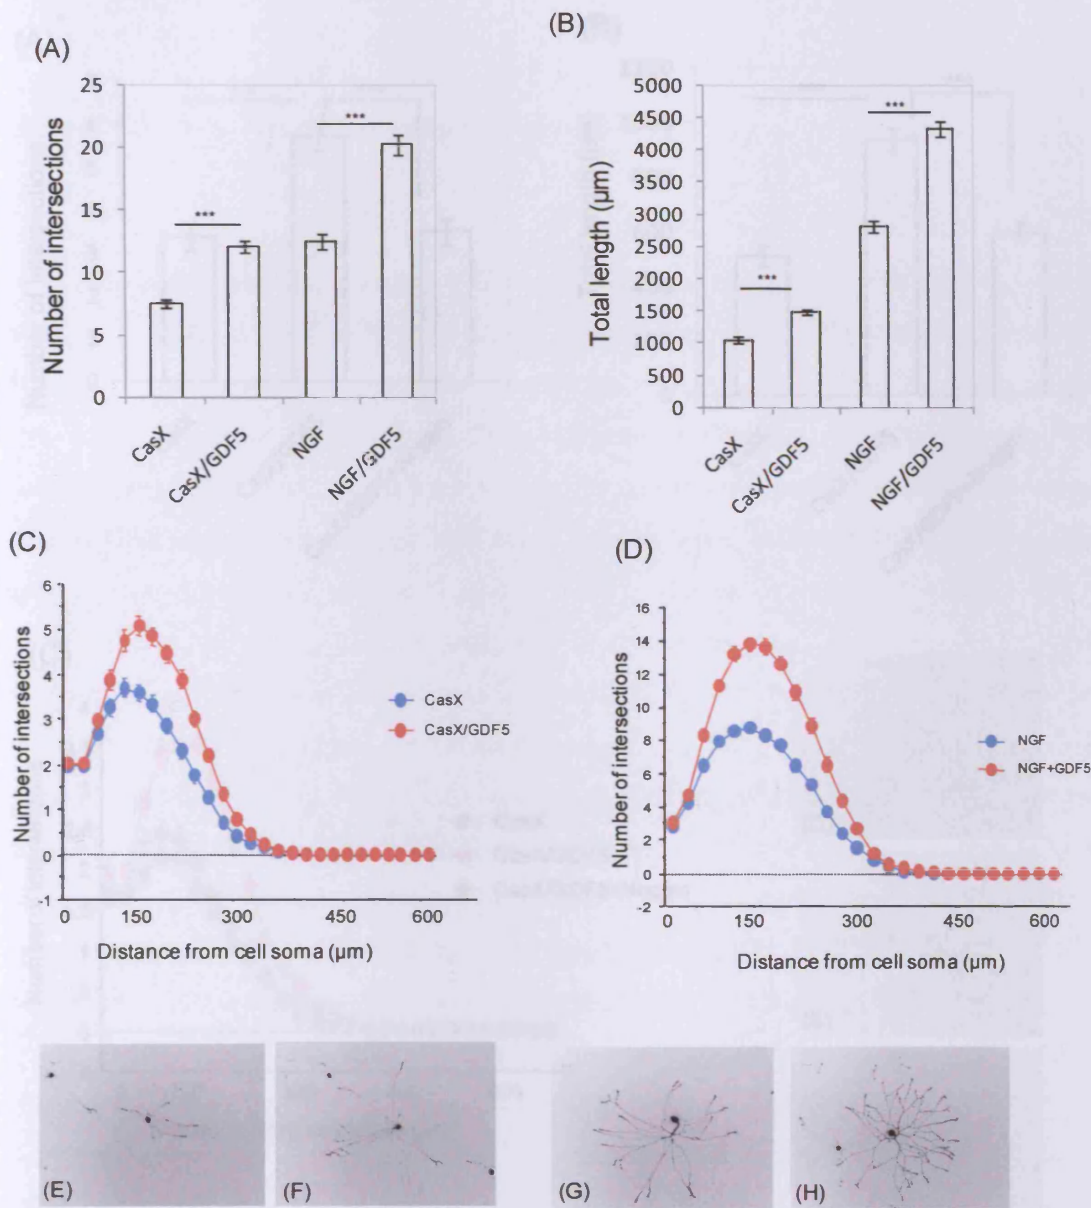 (A)
Number of intersections
25
20
15
10
5
0
***
***
CasX
CasX/GDF5
NGF
NGF/GDF5
(B)
Total length (µm)
5000
4500
4000
3500
3000
2500
2000
1500
1000
500
0
***
***
CasX
CasX/GDF5
NGF
NGF/GDF5
(C)
Number of intersections
6
5
4
3
2
1
0
-1
0 150 300 450 600
Distance from cell soma (µm)
CasX
CasX/GDF5
(D)
Number of intersections
16
14
12
10
8
6
4
2
0
-2
0 150 300 450 600
Distance from cell soma (µm)
NGF
NGF+GDF5
(E)
(F)
(G)
(H)